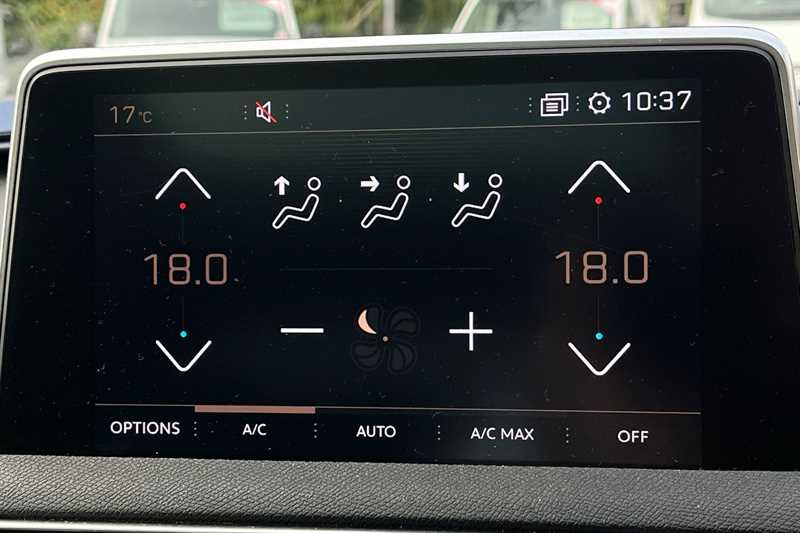 17 °C 10:37
18.0 18.0
OPTIONS A/C AUTO A/C MAX OFF